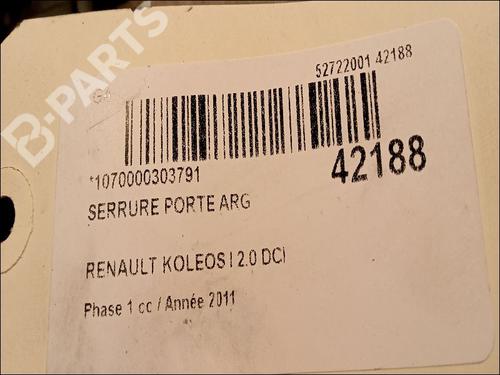 B-PARTS
52722001 42188
*1070000303791
42188
SERRURE PORTE ARG
RENAULT KOLEOS I 2.0 DCI
Phase 1 cc / Année 2011